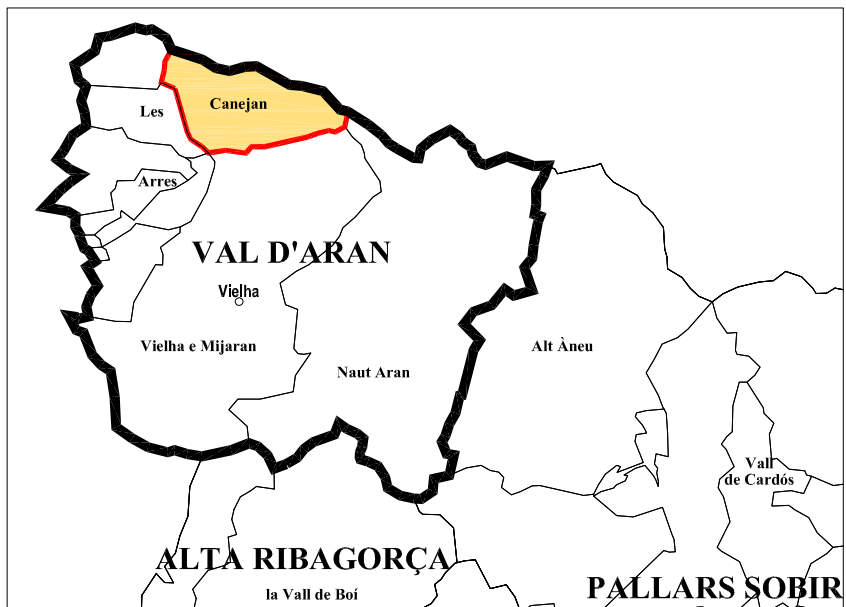 Canejan
Les
Arres
VAL D'ARAN
Vielha
Vielha e Mijaran
Alt Àneu
Naut Aran
Vall
de Cardós
ALTA RIBAGORÇA
la Vall de Boí
PALLARS SOBIR